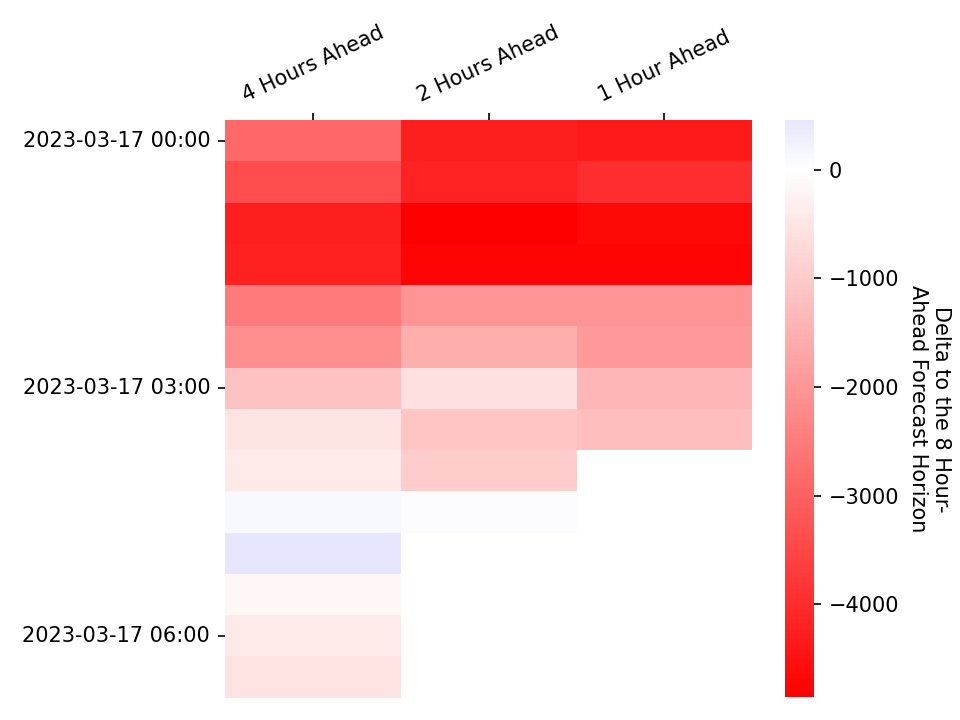 4 Hours Ahead
2 Hours Ahead
1 Hour Ahead
2023-03-17 00:00
2023-03-17 03:00
2023-03-17 06:00
0
−1000
−2000
−3000
−4000
Delta to the 8 Hour-
Ahead Forecast Horizon